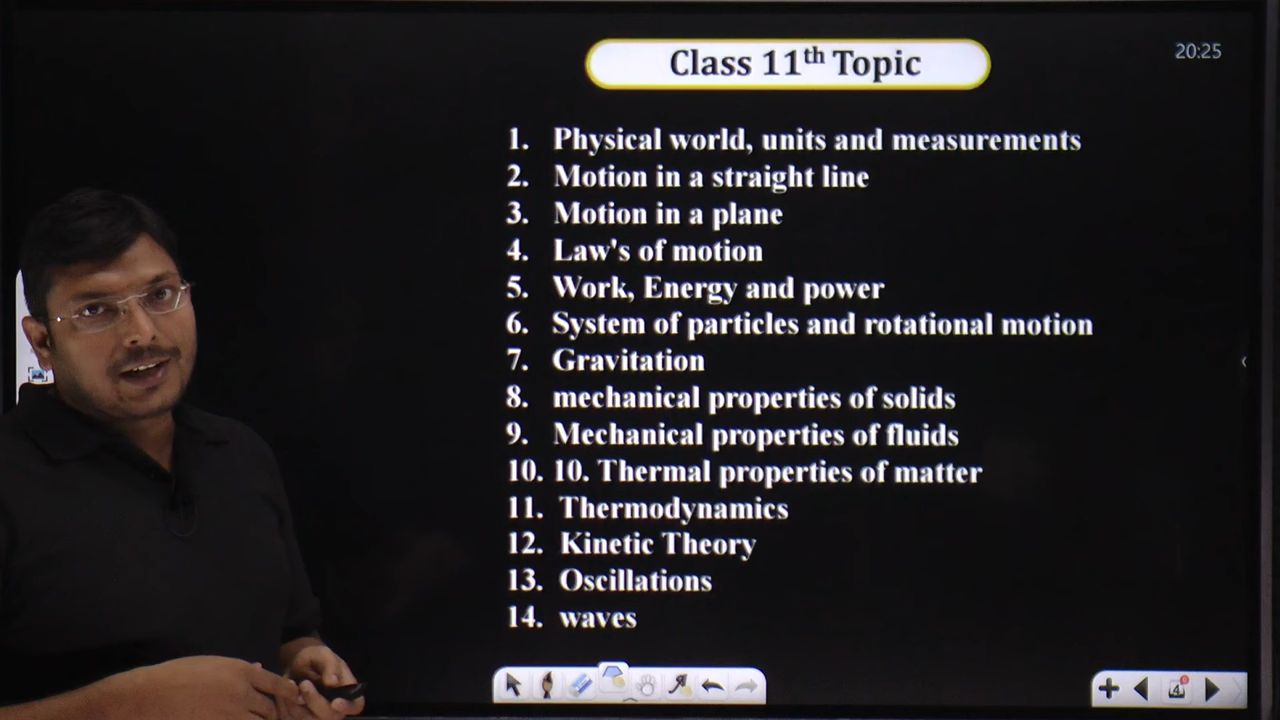 Class 11th Topic
20:25
1. Physical world, units and measurements
2. Motion in a straight line
3. Motion in a plane
4. Law's of motion
5. Work, Energy and power
6. System of particles and rotational motion
7. Gravitation
8. mechanical properties of solids
9. Mechanical properties of fluids
10. 10. Thermal properties of matter
11. Thermodynamics
12. Kinetic Theory
13. Oscillations
14. waves
4